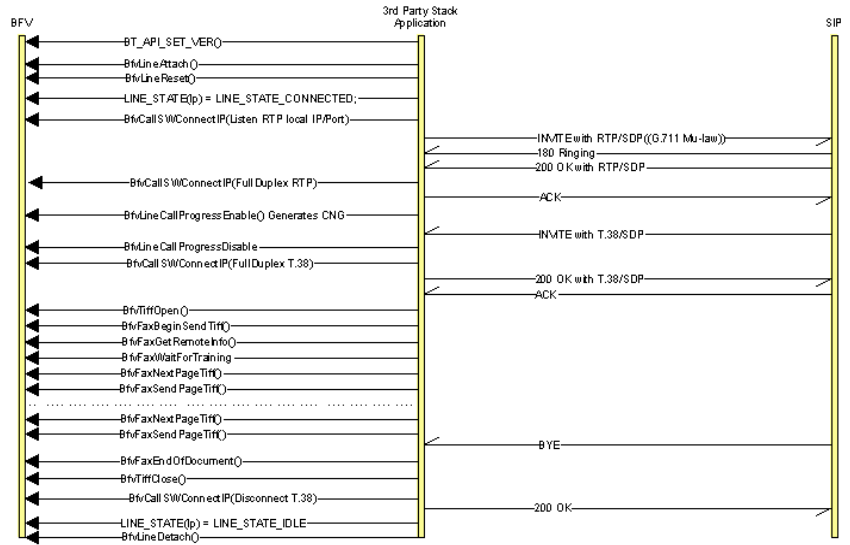 3rd Party Stack
BFV
Application
SIP
BT_API_SET_VER()
BfvLineAttach()
BfvLineReset()
LINE_STATE(lp) = LINE_STATE_CONNECTED;
BfvCallSWConnectIP(Listen RTP local IP/Port)
INVITE with RTP/SDP((G.711 Mu-law))
180 Ringing
200 OK with RTP/SDP
BfvCallSWConnectIP(Full Duplex RTP)
ACK
BfvLineCallProgressEnable() Generates CNG
INVITE with T.38/SDP
BfvLineCallProgressDisable
BfvCallSWConnectIP(Full Duplex T.38)
200 OK with T.38/SDP
ACK
BfvTiffOpen()
BfvFaxBeginSendTiff()
BfvFaxGetRemoteInfo()
BfvFaxWaitForTraining
BfvFaxNextPageTiff()
BfvFaxSendPageTiff()
BfvFaxNextPageTiff()
BfvFaxSendPageTiff()
BYE
BfvFaxEndOfDocument()
BfvTiffClose()
BfvCallSWConnectIP(Disconnect T.38)
200 OK
LINE_STATE(lp) = LINE_STATE_IDLE
BfvLineDetach()